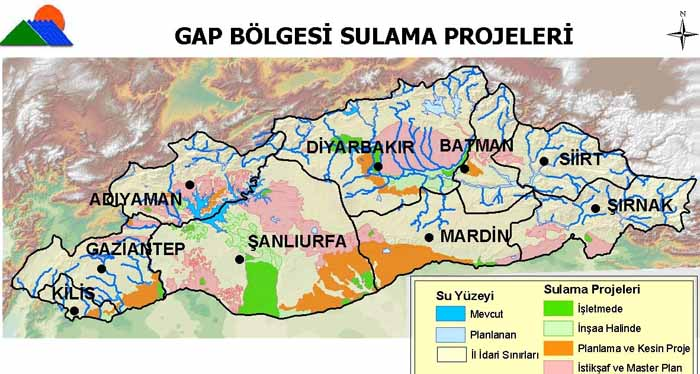 GAP BÖLGESİ SULAMA PROJELERİ
N
DİYARBAKIR
BATMAN
SİİRT
ADIYAMAN
ŞIRNAK
GAZİANTEP
ŞANLIURFA
MARDİN
KİLİS
Su Yüzeyi
Mevcut
Planlanan
İl İdari Sınırları
Sulama Projeleri
İşletmede
İnşaa Halinde
Planlama ve Kesin Proje
İstikşaf ve Master Plan